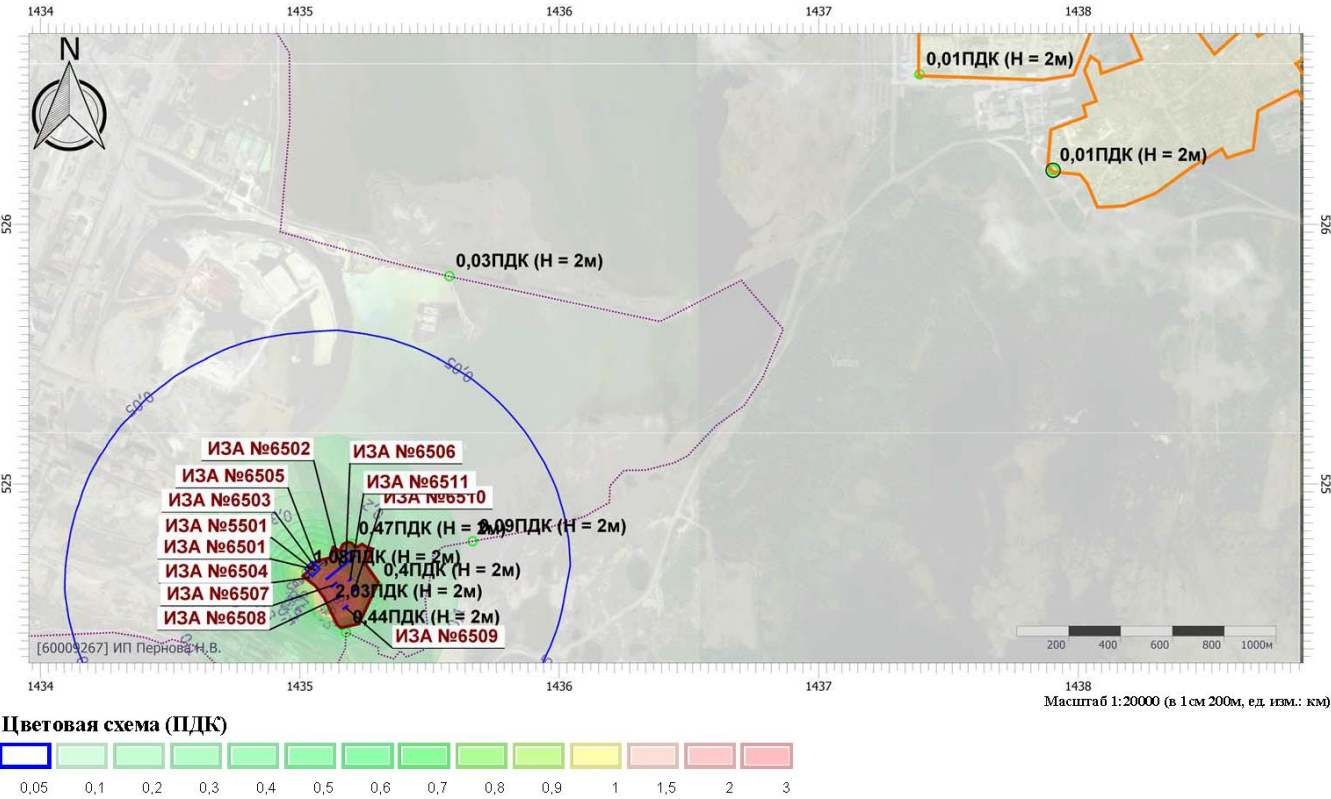 1434 1435 1436 1437 1438
N
0,01ПДК (Н = 2м)
0,01ПДК (Н = 2м)
526 526
0,03ПДК (Н = 2м)
Yantas
0,05
0,05
ИЗА №6502
ИЗА №6506
ИЗА №6505
ИЗА №6511
ИЗА №6510
525 525
ИЗА №6503
0,2
0,47ПДК (Н = 2м)
0,09ПДК (Н = 2м)
ИЗА №5501
ИЗА №6501
1,08ПДК (Н = 2м)
ИЗА №6504
0,4ПДК (Н = 2м)
ИЗА №6507
2,03ПДК (Н = 2м)
ИЗА №6508
0,44ПДК (Н = 2м)
ИЗА №6509
[60009267] ИП Пернова Н.В.
200 400 600 800 1000м
1434 1435 1436 1437 1438
Масштаб 1:20000 (в 1см 200м, ед. изм.: км)
Цветовая схема (ПДК)
0,05 0,1 0,2 0,3 0,4 0,5 0,6 0,7 0,8 0,9 1 1,5 2 3